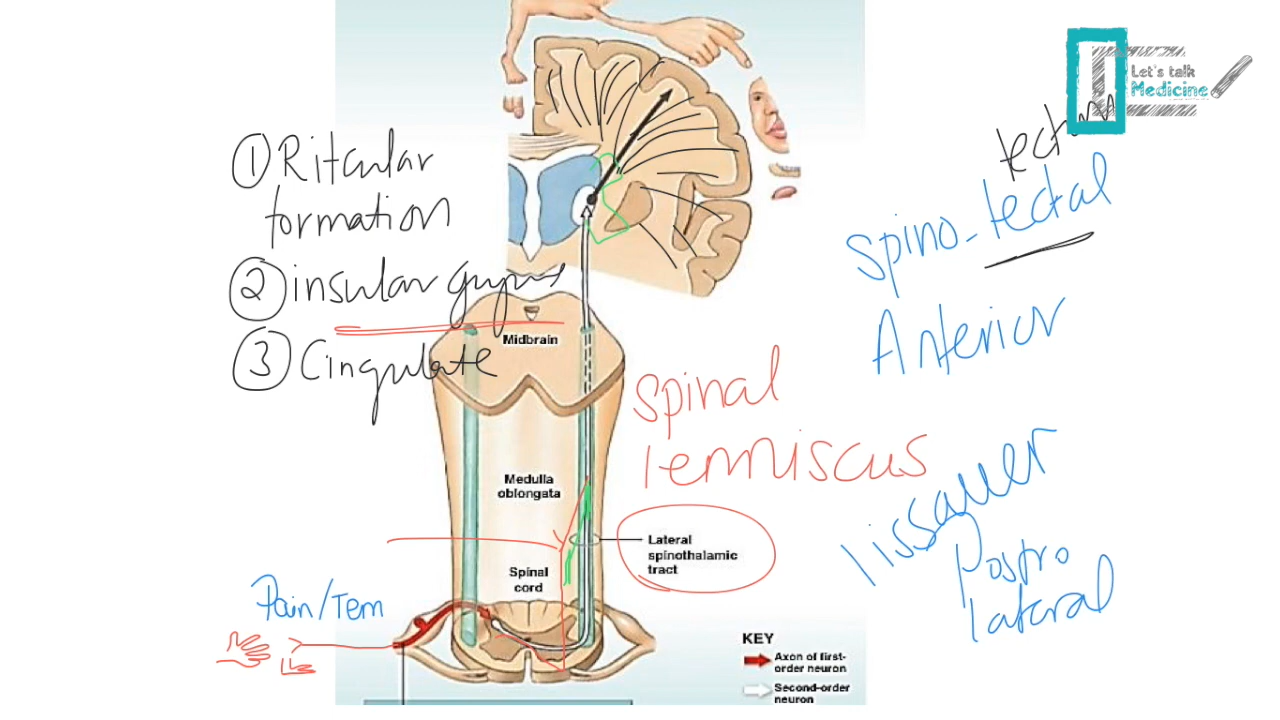 Let's talk
Medicine
① Riticular
formation
② insular gyrus
③ Cingulate
Midbrain
Spinal
lemniscus
Medulla
oblongata
Lateral
spinothalamic
tract
Spinal
cord
Pain/Tem
tectum
Spino-tectal
Anterior
lissauer
Postro
lateral
KEY
Axon of first-
order neuron
Second-order
neuron